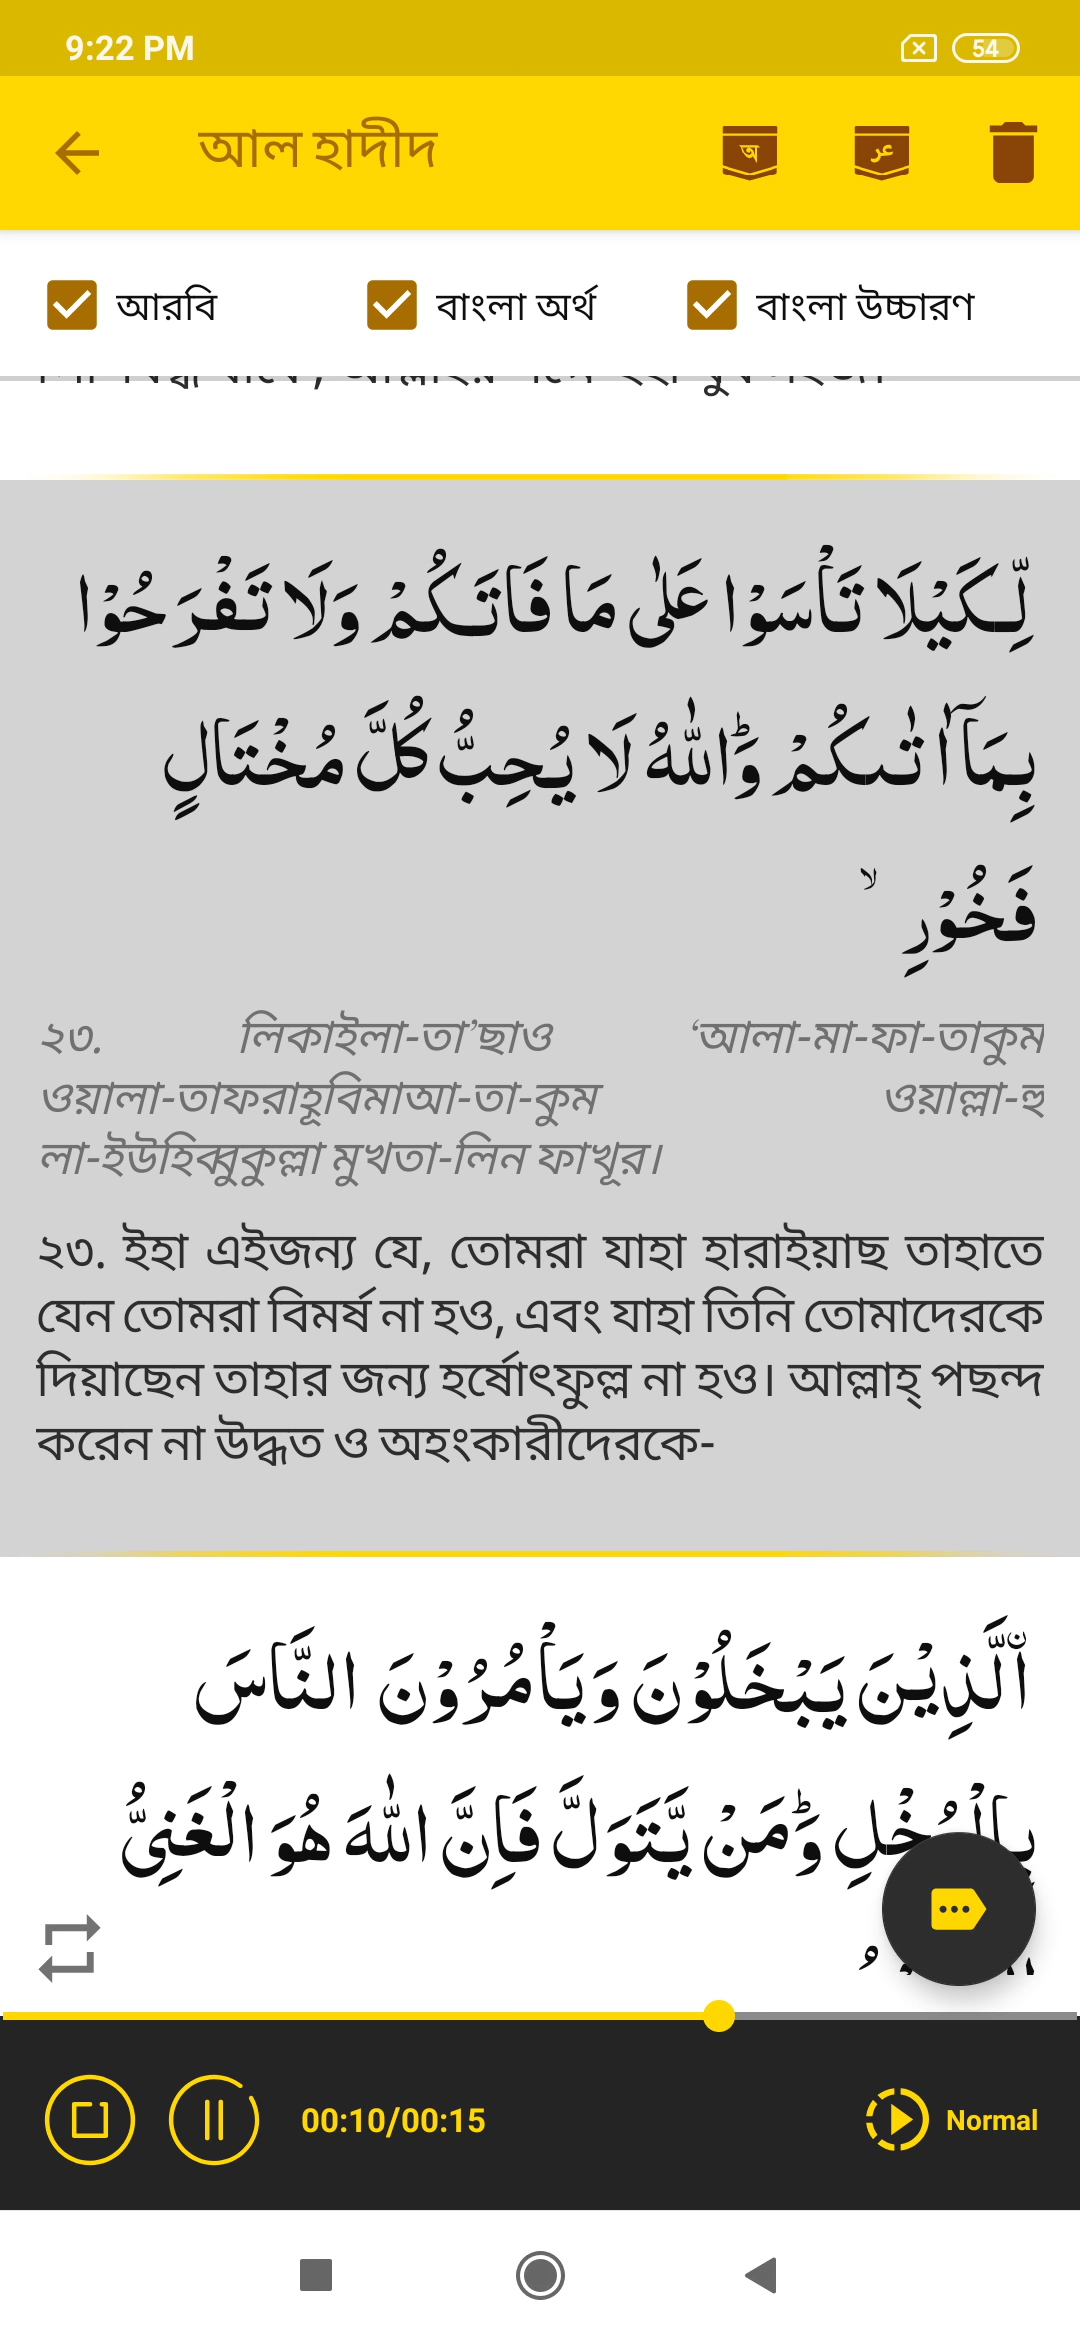 9:22 PM
54
আল হাদীদ
অ
عر
আরবি
বাংলা অর্থ
বাংলা উচ্চারণ
لِّـكَيْلَا تَاْسَوْا عَلٰى مَا فَاتَكُمْ وَلَا تَفْرَحُوْا
بِمَاۤ اٰتٰٮكُمْ‌ؕ وَاللّٰهُ لَا يُحِبُّ كُلَّ مُخْتَالٍ
فَخُوْرٍۙ‏
২৩. লিকাইলা-তা’ছাও ‘আলা-মা-ফা-তাকুম
ওয়ালা-তাফরাহূবিমাআ-তা-কুম ওয়াল্লা-হু
লা-ইউহিব্বুকুল্লা মুখতা-লিন ফাখূর।
২৩. ইহা এইজন্য যে, তোমরা যাহা হারাইয়াছ তাহাতে
যেন তোমরা বিমর্ষ না হও, এবং যাহা তিনি তোমাদেরকে
দিয়াছেন তাহার জন্য হর্ষোৎফুল্ল না হও। আল্লাহ্ পছন্দ
করেন না উদ্ধত ও অহংকারীদেরকে-
اۨلَّذِيْنَ يَبْخَلُوْنَ وَيَاْمُرُوْنَ النَّاسَ
بِالْبُخْلِ‌ؕ وَمَنْ يَّتَوَلَّ فَاِنَّ اللّٰهَ هُوَ الْغَنِىُّ
00:10/00:15
Normal